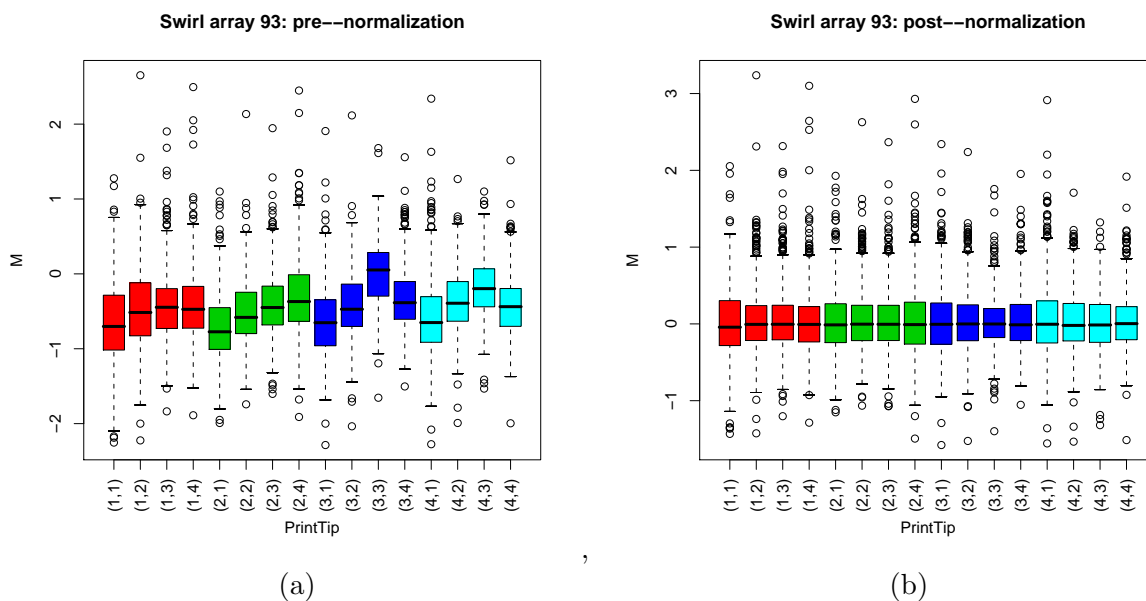 Swirl array 93: pre−−normalization
M
2
1
0
−1
−2
(1,1) (1,2) (1,3) (1,4) (2,1) (2,2) (2,3) (2,4) (3,1) (3,2) (3,3) (3,4) (4,1) (4,2) (4,3) (4,4)
PrintTip
(a)
,
Swirl array 93: post−−normalization
M
3
2
1
0
−1
(1,1) (1,2) (1,3) (1,4) (2,1) (2,2) (2,3) (2,4) (3,1) (3,2) (3,3) (3,4) (4,1) (4,2) (4,3) (4,4)
PrintTip
(b)